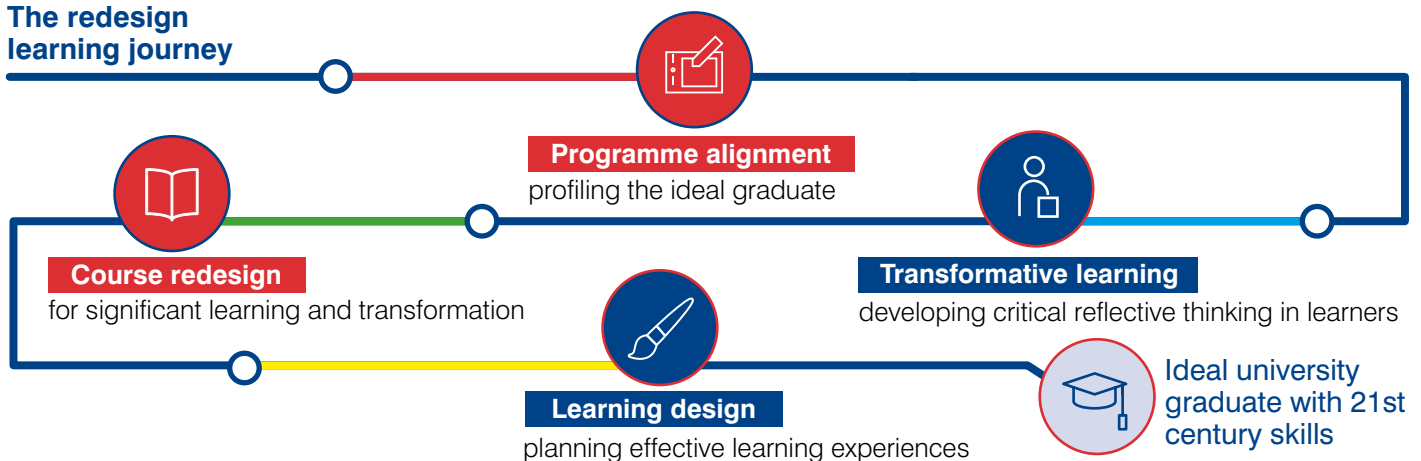 The redesign
learning journey
Programme alignment
profiling the ideal graduate
Transformative learning
developing critical reflective thinking in learners
Course redesign
for significant learning and transformation
Learning design
planning effective learning experiences
Ideal university
graduate with 21st
century skills